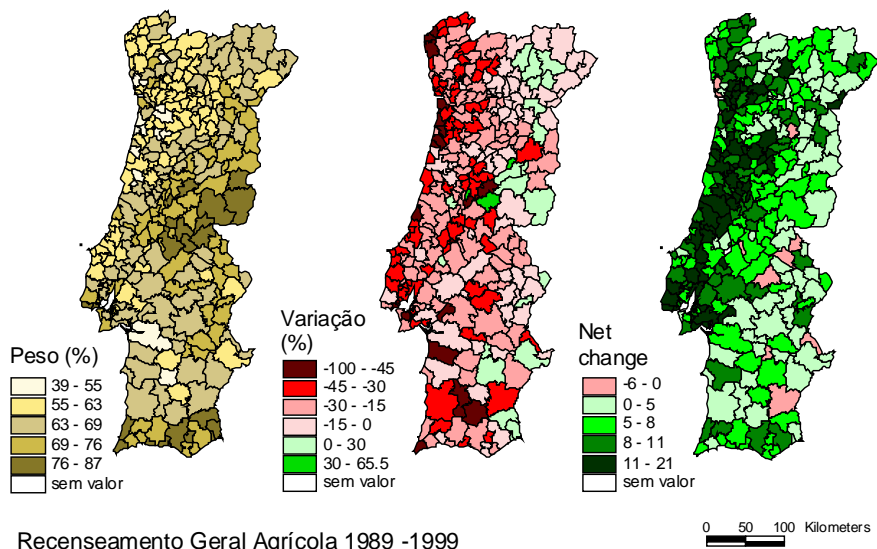 Peso (%)
39 - 55
55 - 63
63 - 69
69 - 76
76 - 87
sem valor
Variação
(%)
-100 - -45
-45 - -30
-30 - -15
-15 - 0
0 - 30
30 - 65.5
sem valor
Net
change
-6 - 0
0 - 5
5 - 8
8 - 11
11 - 21
sem valor
Recenseamento Geral Agrícola 1989 -1999
0 50 100 Kilometers